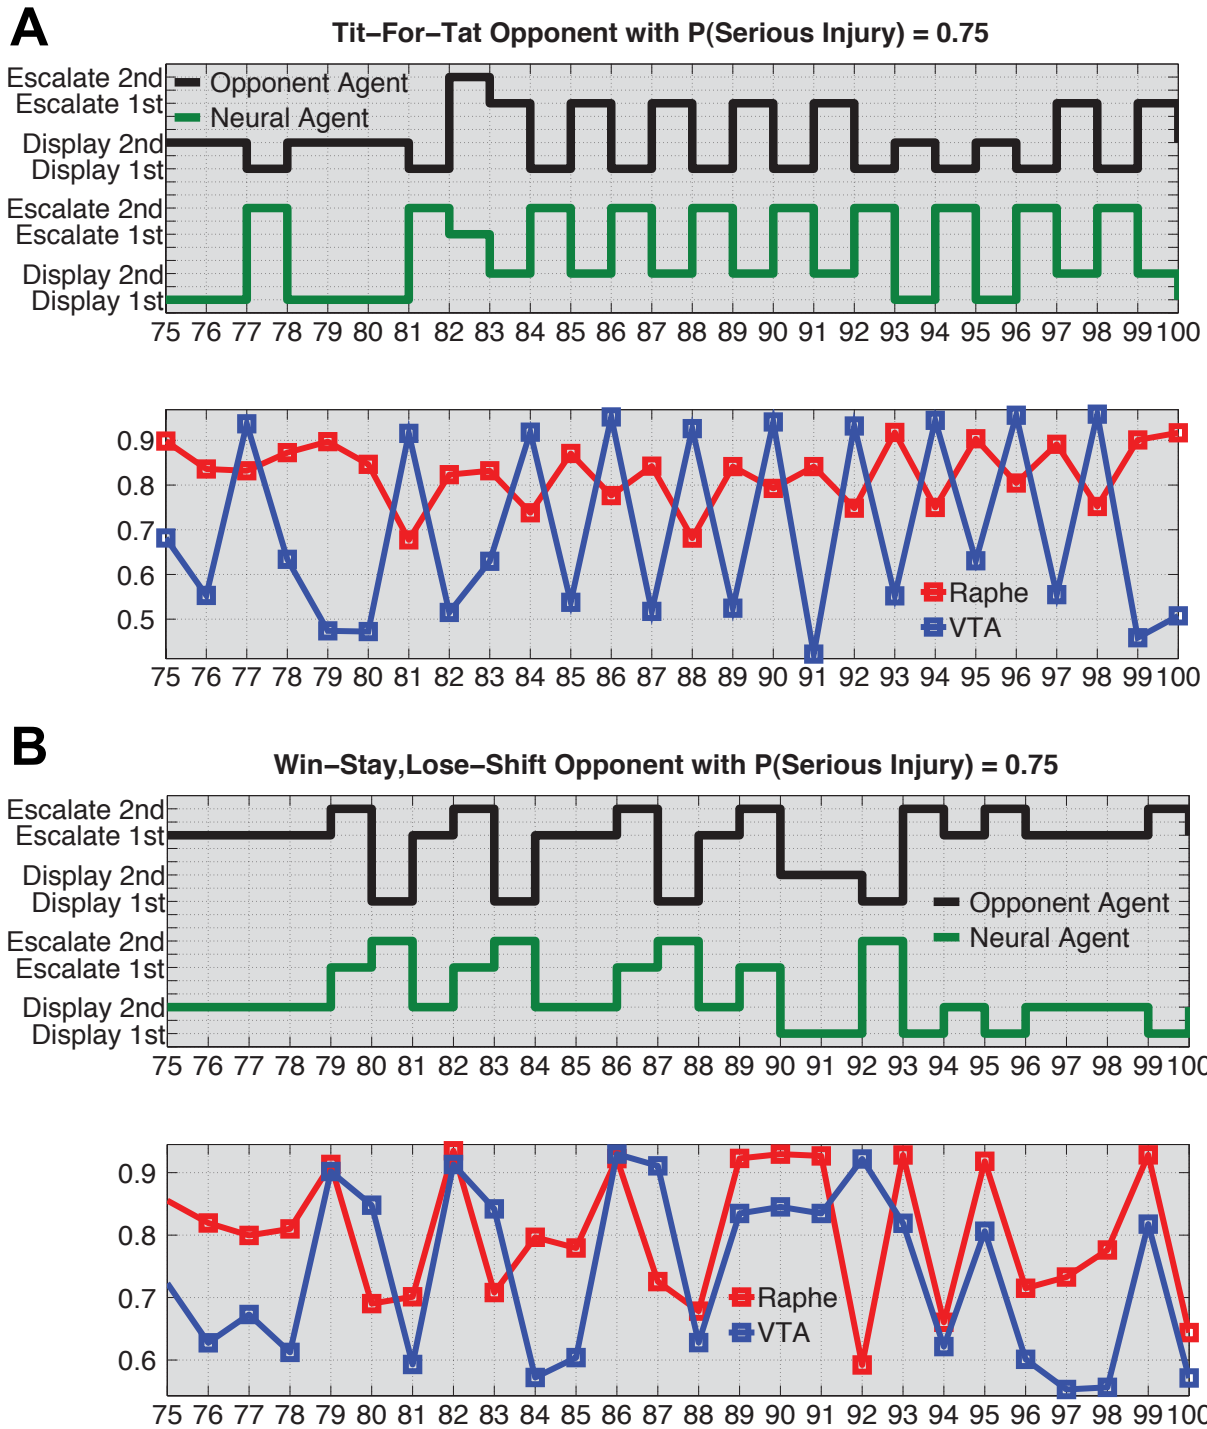 A
Tit–For–Tat Opponent with P(Serious Injury) = 0.75
Escalate 2nd
Escalate 1st
Display 2nd
Display 1st
Opponent Agent
Neural Agent
Escalate 2nd
Escalate 1st
Display 2nd
Display 1st
75 76 77 78 79 80 81 82 83 84 85 86 87 88 89 90 91 92 93 94 95 96 97 98 99 100
0.9
0.8
0.7
0.6
0.5
Raphe
VTA
75 76 77 78 79 80 81 82 83 84 85 86 87 88 89 90 91 92 93 94 95 96 97 98 99 100
B
Win–Stay,Lose–Shift Opponent with P(Serious Injury) = 0.75
Escalate 2nd
Escalate 1st
Display 2nd
Display 1st
Opponent Agent
Neural Agent
Escalate 2nd
Escalate 1st
Display 2nd
Display 1st
75 76 77 78 79 80 81 82 83 84 85 86 87 88 89 90 91 92 93 94 95 96 97 98 99 100
0.9
0.8
0.7
0.6
Raphe
VTA
75 76 77 78 79 80 81 82 83 84 85 86 87 88 89 90 91 92 93 94 95 96 97 98 99 100